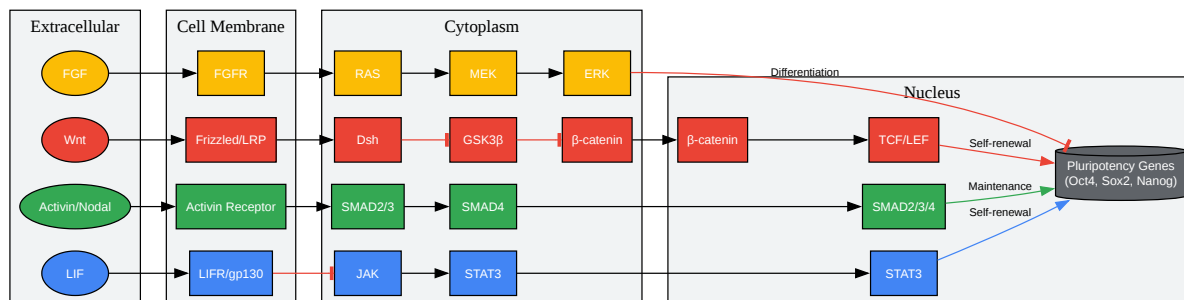 Extracellular
Cell Membrane
Cytoplasm
Nucleus
FGF
FGFR
RAS
MEK
ERK
Differentiation
Wnt
Frizzled/LRP
Dsh
GSK3β
β-catenin
β-catenin
TCF/LEF
Self-renewal
Pluripotency Genes
(Oct4, Sox2, Nanog)
Activin/Nodal
Activin Receptor
SMAD2/3
SMAD4
SMAD2/3/4
Maintenance
Self-renewal
LIF
LIFR/gp130
JAK
STAT3
STAT3